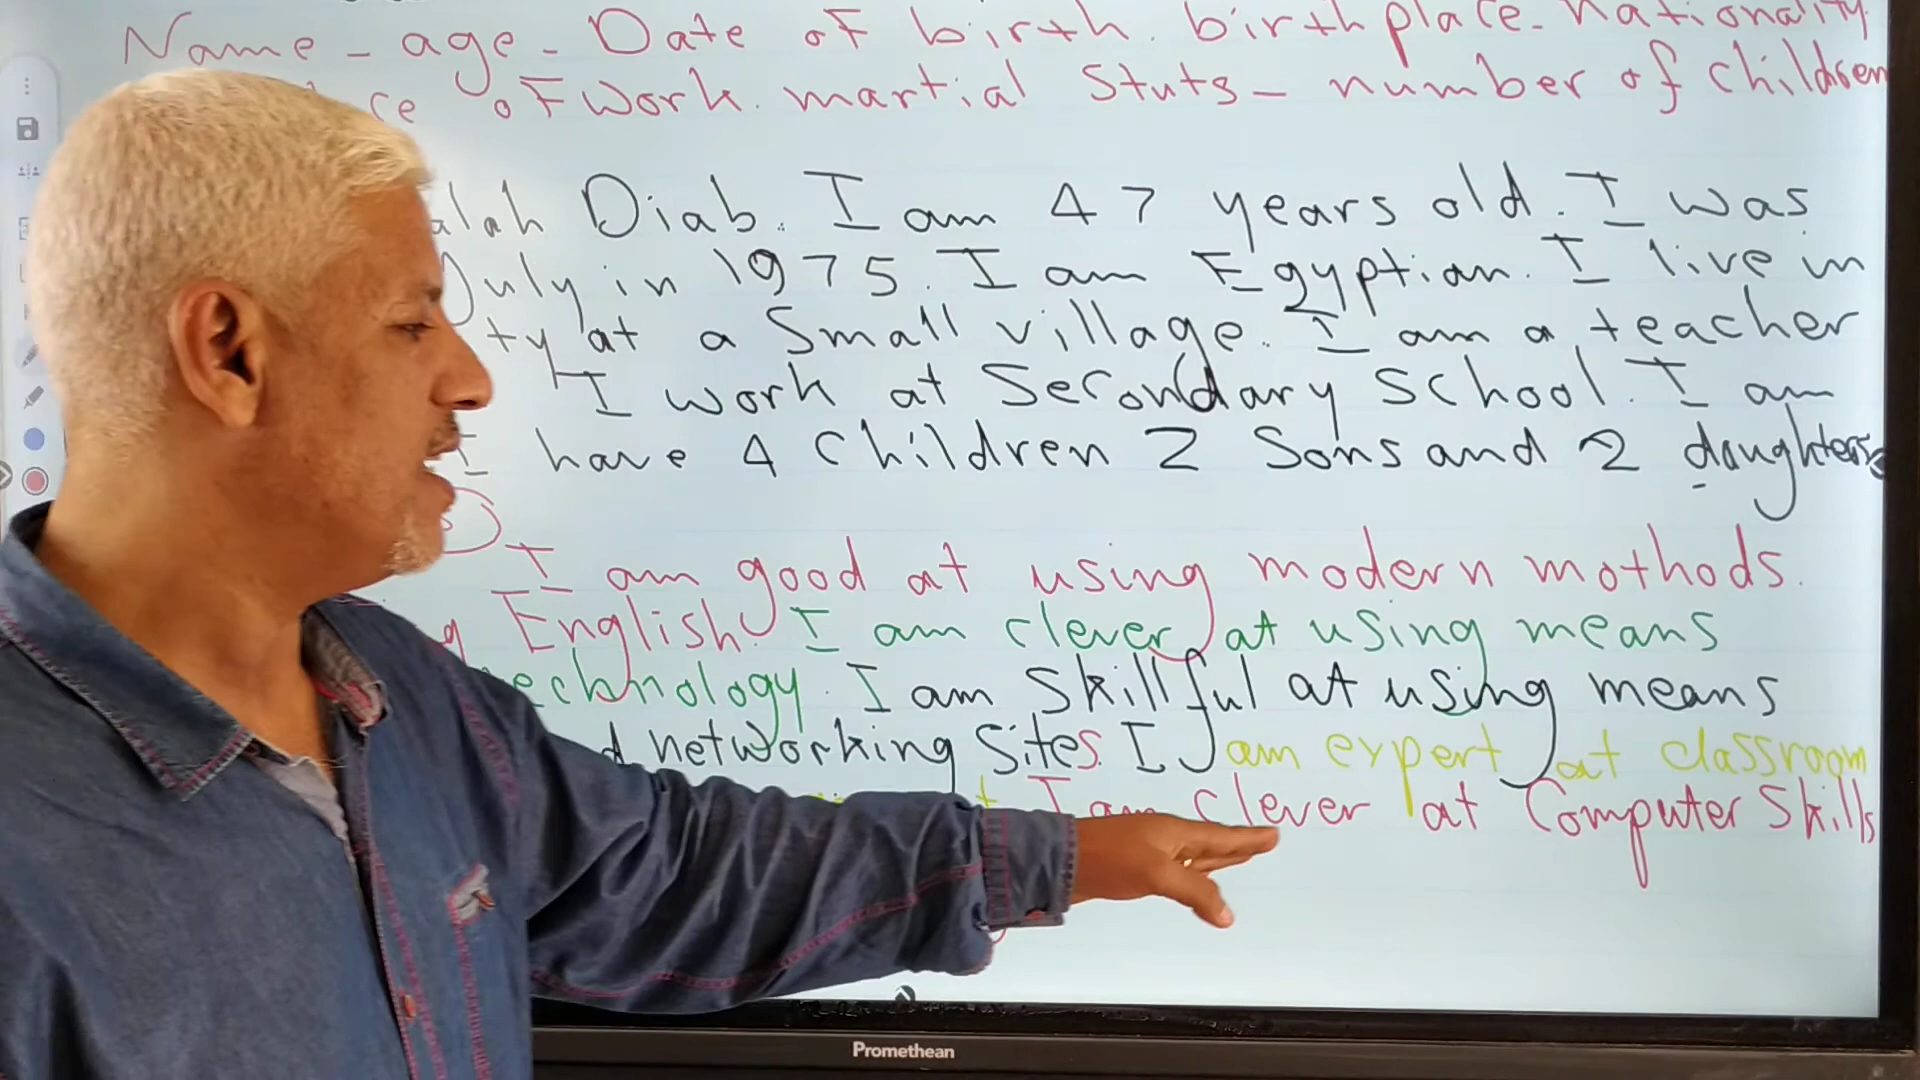 Name - age - Date of birth. birth place - nationality
of work. martial Stuts - number of children
Diab. I am 47 years old. I was
July in 1975. I am Egyptian. I live in
at a small village. I am a teacher
I work at Secondary School. I am
I have 4 children 2 Sons and 2 daughters
I am good at using modern mothods.
English. I am clever at using means
I am skillful at using means
networking sites. I am expert at classroom
I am clever at Computer Skills
Promethean